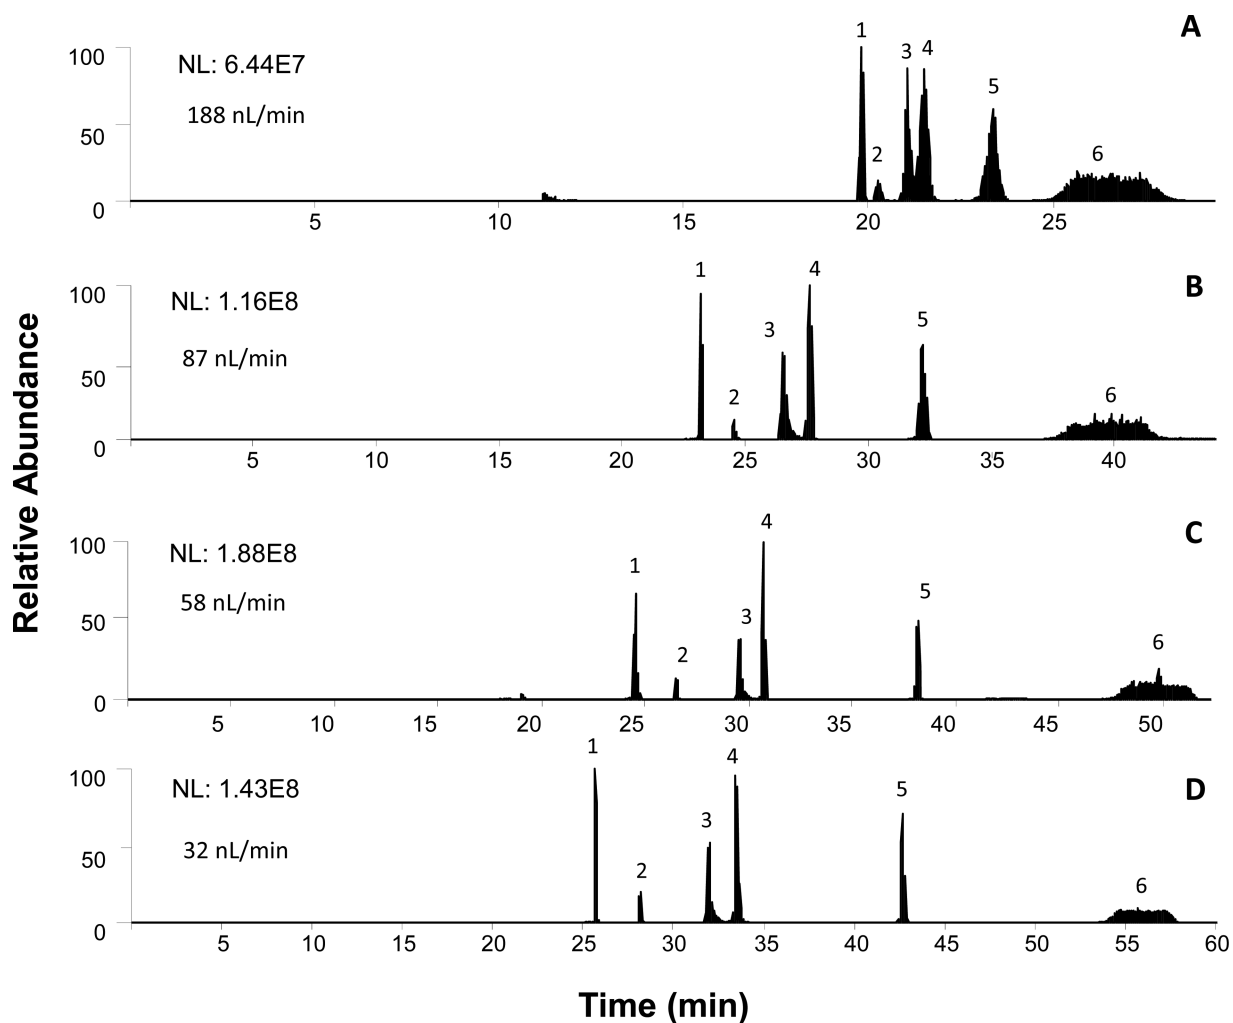 A
1
3 4
5
2
6
NL: 6.44E7
188 nL/min
100
50
0
5 10 15 20 25
B
1
4
3
5
2
6
NL: 1.16E8
87 nL/min
100
50
0
5 10 15 20 25 30 35 40
C
4
1
5
3
2
6
NL: 1.88E8
58 nL/min
100
50
0
5 10 15 20 25 30 35 40 45 50
D
1
4
5
3
2
6
NL: 1.43E8
32 nL/min
100
50
0
5 10 15 20 25 30 35 40 45 50 55 60
Relative Abundance
Time (min)